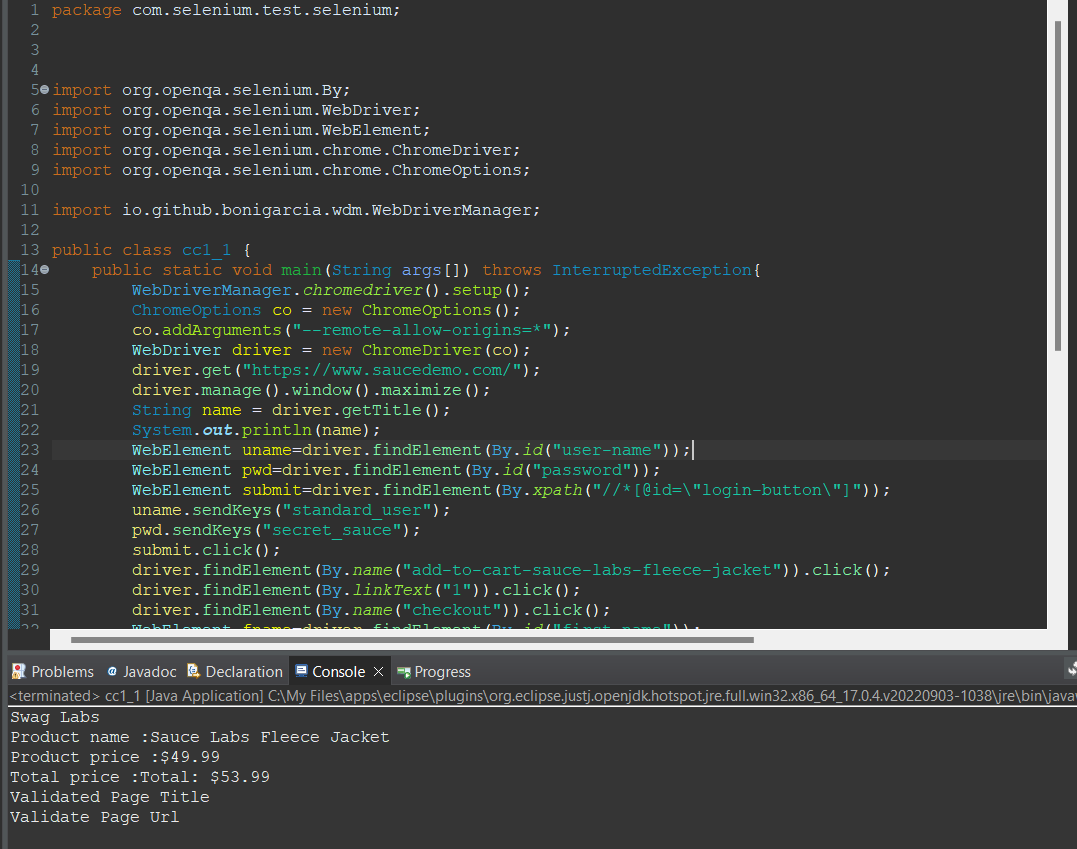 1 package com.selenium.test.selenium;
2
3
4
5 import org.openqa.selenium.By;
6 import org.openqa.selenium.WebDriver;
7 import org.openqa.selenium.WebElement;
8 import org.openqa.selenium.chrome.ChromeDriver;
9 import org.openqa.selenium.chrome.ChromeOptions;
10
11 import io.github.bonigarcia.wdm.WebDriverManager;
12
13 public class cc1_1 {
14 public static void main(String args[]) throws InterruptedException{
15 WebDriverManager.chromedriver().setup();
16 ChromeOptions co = new ChromeOptions();
17 co.addArguments("--remote-allow-origins=*");
18 WebDriver driver = new ChromeDriver(co);
19 driver.get("https://www.saucedemo.com/");
20 driver.manage().window().maximize();
21 String name = driver.getTitle();
22 System.out.println(name);
23 WebElement uname=driver.findElement(By.id("user-name"));
24 WebElement pwd=driver.findElement(By.id("password"));
25 WebElement submit=driver.findElement(By.xpath("//*[@id=\"login-button\"]"));
26 uname.sendKeys("standard_user");
27 pwd.sendKeys("secret_sauce");
28 submit.click();
29 driver.findElement(By.name("add-to-cart-sauce-labs-fleece-jacket")).click();
30 driver.findElement(By.linkText("1")).click();
31 driver.findElement(By.name("checkout")).click();
32 WebElement fname=driver.findElement(By.id("first-name"));
Problems Javadoc Declaration Console Progress
<terminated> cc1_1 [Java Application] C:\My Files\apps\eclipse\plugins\org.eclipse.justj.openjdk.hotspot.jre.full.win32.x86_64_17.0.4.v20220903-1038\jre\bin\java
Swag Labs
Product name :Sauce Labs Fleece Jacket
Product price :$49.99
Total price :Total: $53.99
Validated Page Title
Validate Page Url